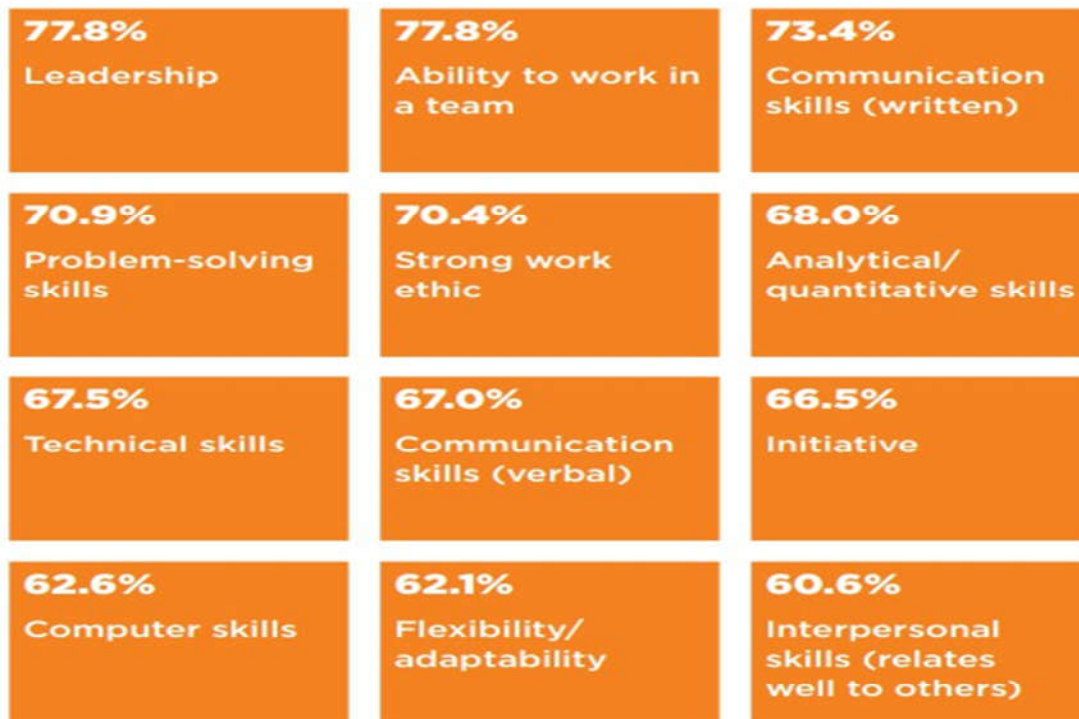 77.8%
Leadership
77.8%
Ability to work in
a team
73.4%
Communication
skills (written)
70.9%
Problem-solving
skills
70.4%
Strong work
ethic
68.0%
Analytical/
quantitative skills
67.5%
Technical skills
67.0%
Communication
skills (verbal)
66.5%
Initiative
62.6%
Computer skills
62.1%
Flexibility/
adaptability
60.6%
Interpersonal
skills (relates
well to others)